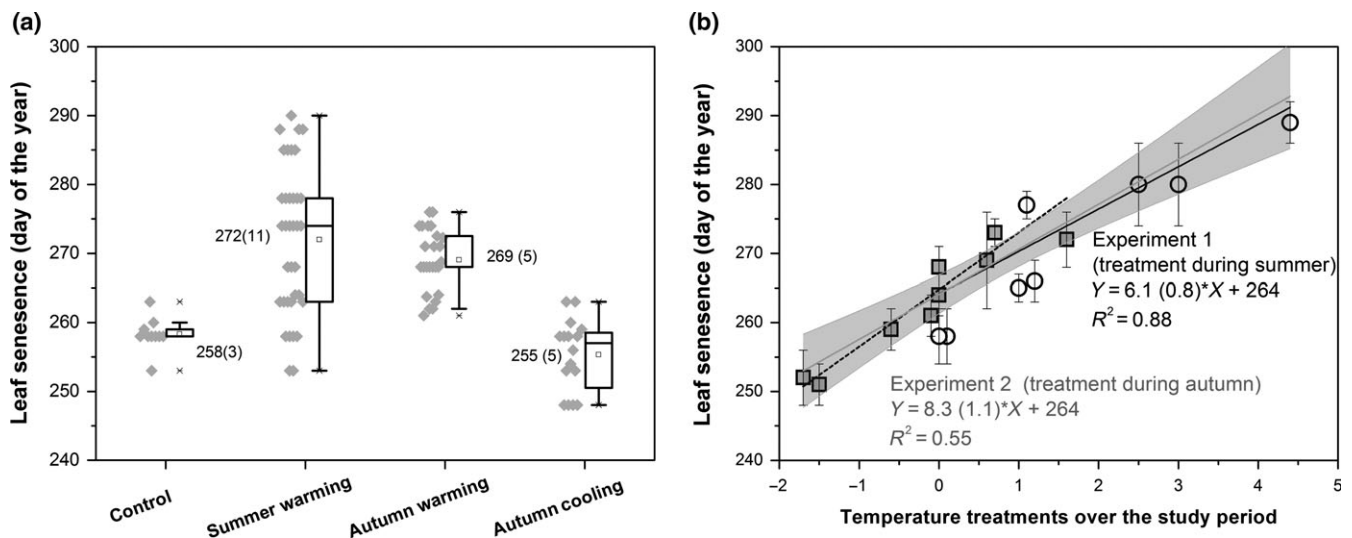 (a)
Leaf senesence (day of the year)
300
290
280
270
260
250
240
258(3)
272(11)
269 (5)
255 (5)
Control
Summer warming
Autumn warming
Autumn cooling
(b)
Leaf senesence (day of the year)
300
290
280
270
260
250
240
Experiment 1
(treatment during summer)
Y = 6.1 (0.8)*X + 264
R² = 0.88
Experiment 2 (treatment during autumn)
Y = 8.3 (1.1)*X + 264
R² = 0.55
−2 −1 0 1 2 3 4 5
Temperature treatments over the study period